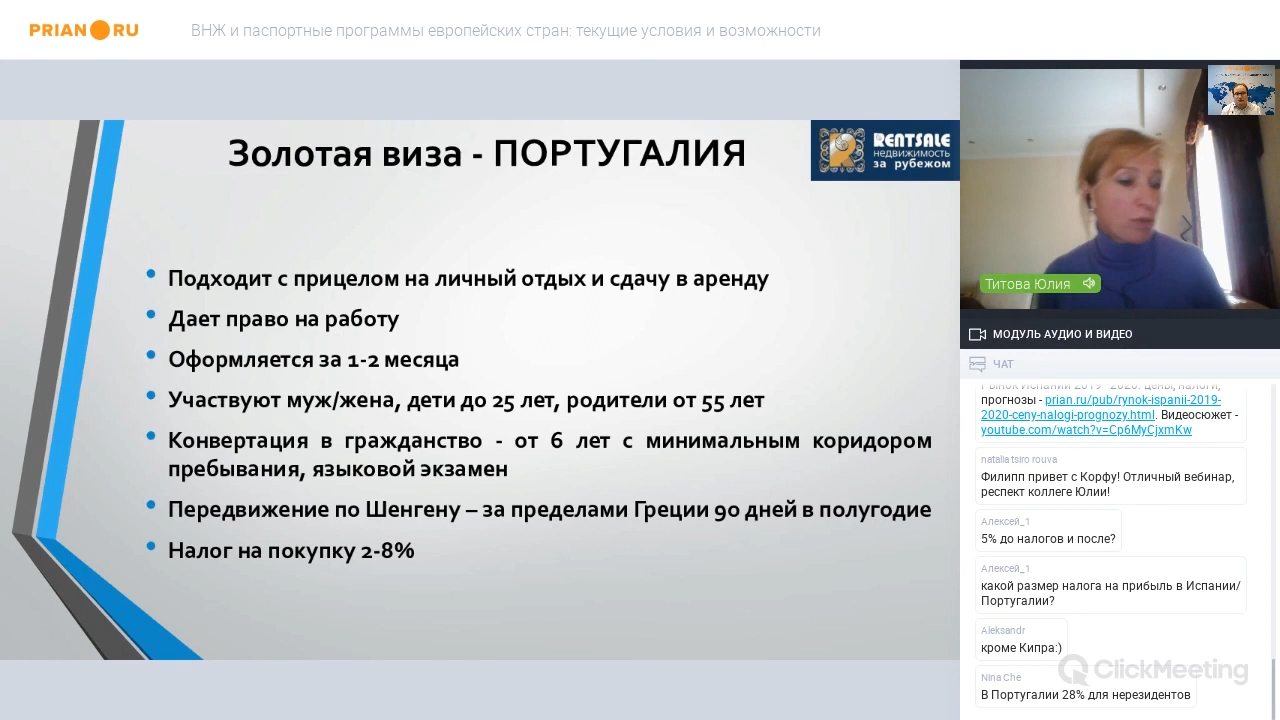 PRIAN RU
ВНЖ и паспортные программы европейских стран: текущие условия и возможности
Золотая виза - ПОРТУГАЛИЯ
RENTSALE
НЕДВИЖИМОСТЬ
за рубежом
Подходит с прицелом на личный отдых и сдачу в аренду
Дает право на работу
Оформляется за 1-2 месяца
Участвуют муж/жена, дети до 25 лет, родители от 55 лет
Конвертация в гражданство - от 6 лет с минимальным коридором
пребывания, языковой экзамен
Передвижение по Шенгену – за пределами Греции 90 дней в полугодие
Налог на покупку 2-8%
Титова Юлия
МОДУЛЬ АУДИО И ВИДЕО
ЧАТ
Рынок Испании 2019 - 2020: цены, налоги,
прогнозы - prian.ru/pub/rynok-ispanii-2019-
2020-ceny-nalogi-prognozy.html. Видеосюжет -
youtube.com/watch?v=Cp6MyCjxmKw
natalia tsiro rouva
Филипп привет с Корфу! Отличный вебинар,
респект коллеге Юлии!
Алексей_1
5% до налогов и после?
Алексей_1
какой размер налога на прибыль в Испании/
Португалии?
Aleksandr
кроме Кипра:)
ClickMeeting
Nina Che
В Португалии 28% для нерезидентов